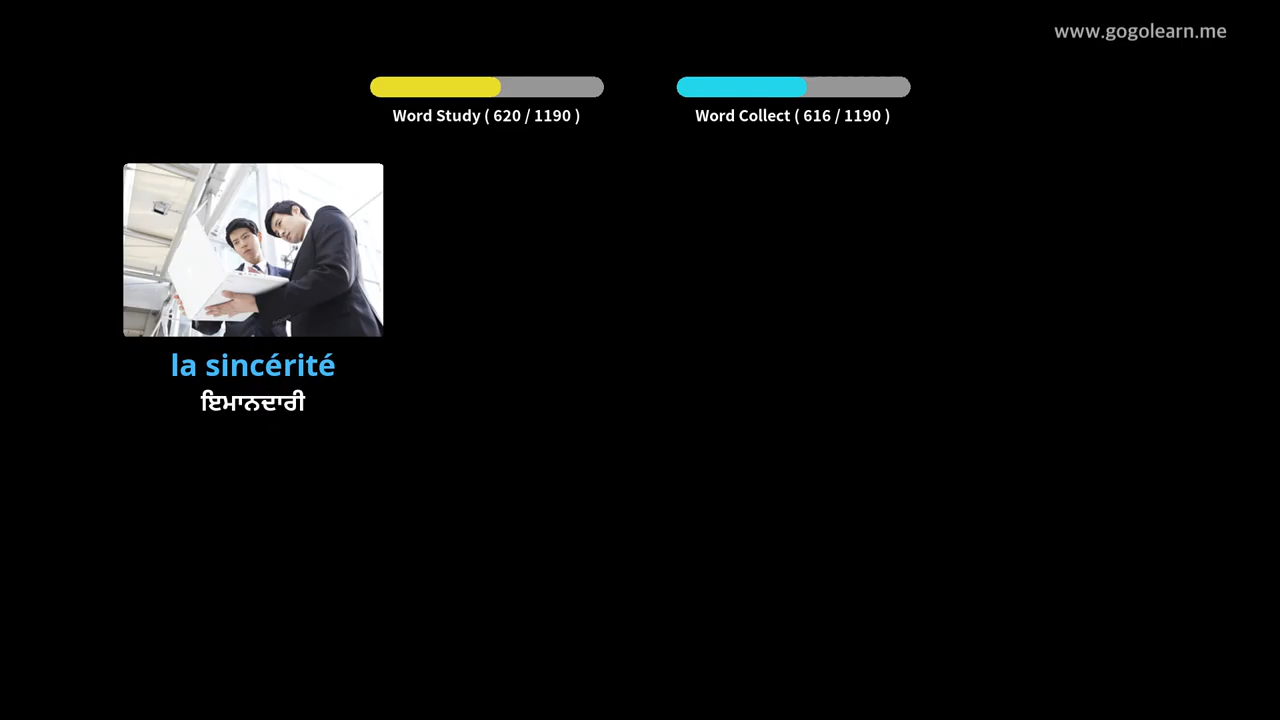 www.gogolearn.me
Word Study ( 620 / 1190 )
Word Collect ( 616 / 1190 )
la sincérité
ਇਮਾਨਦਾਰੀ